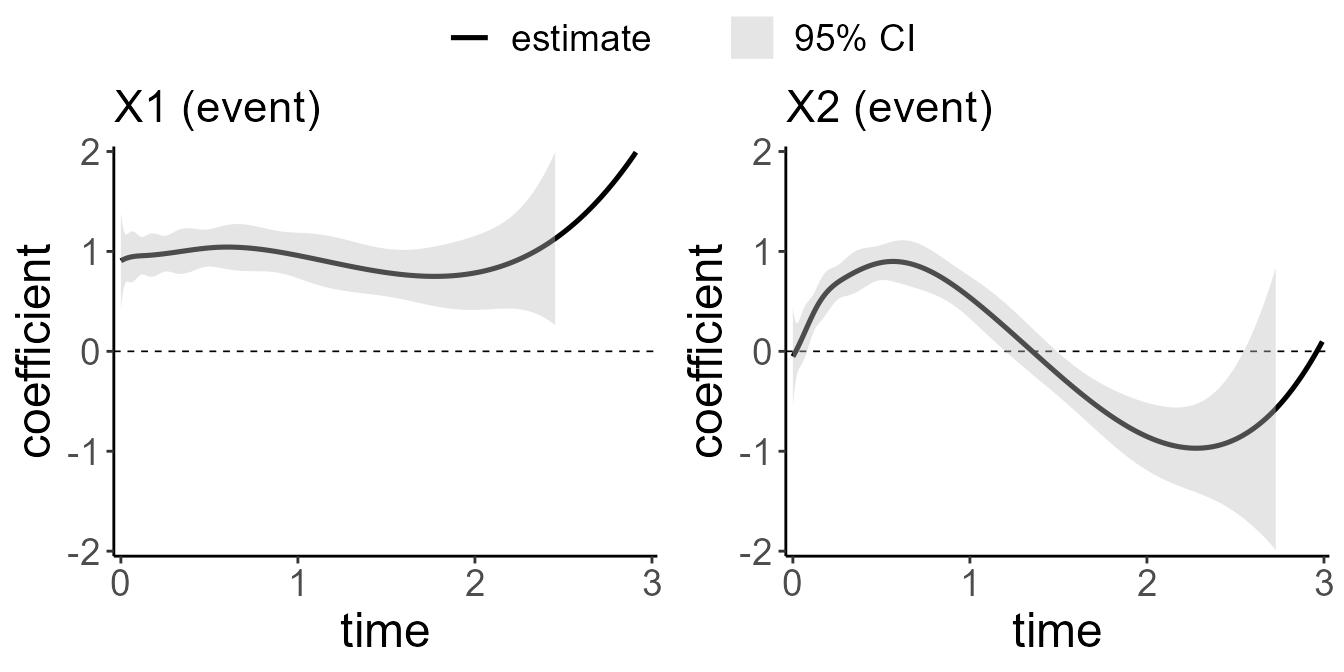 estimate 95% CI
X1 (event)
2
1
0
-1
-2
coefficient
0 1 2 3
time
X2 (event)
2
1
0
-1
-2
coefficient
0 1 2 3
time